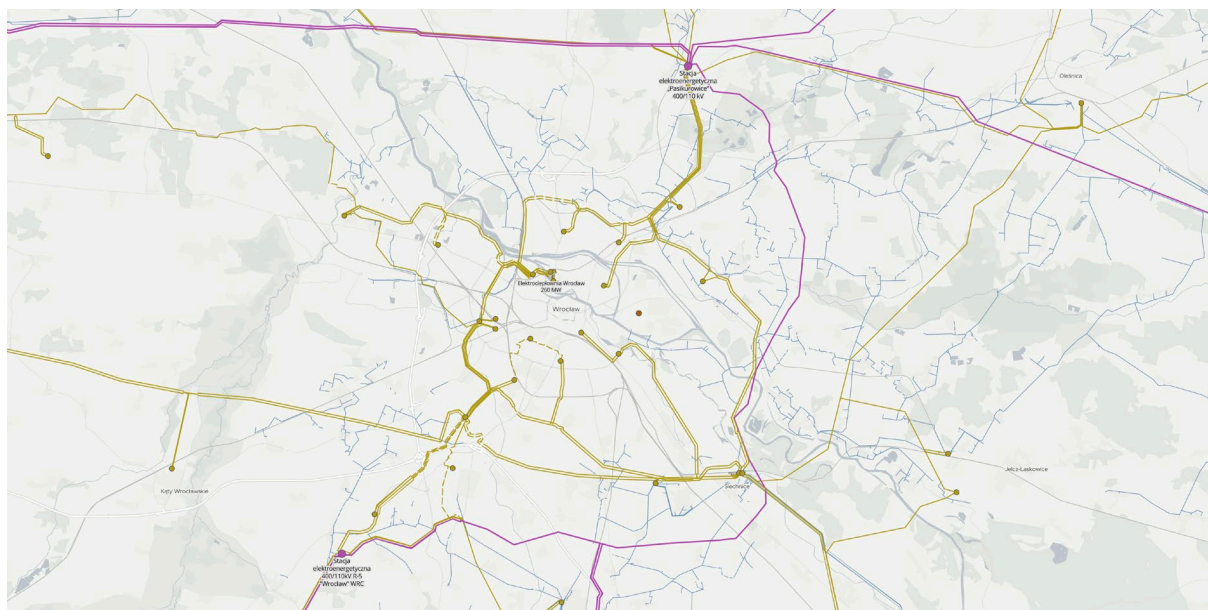 Stacja
elektroenergetyczna
„Pasikurowice”
400/110 kV
Oleśnica
Elektrociepłownia Wrocław
260 MW
Wrocław
Kąty Wrocławskie
Siechnice
Jelcz-Laskowice
Stacja
elektroenergetyczna
400/110kV R-5
"Wrocław" WRC